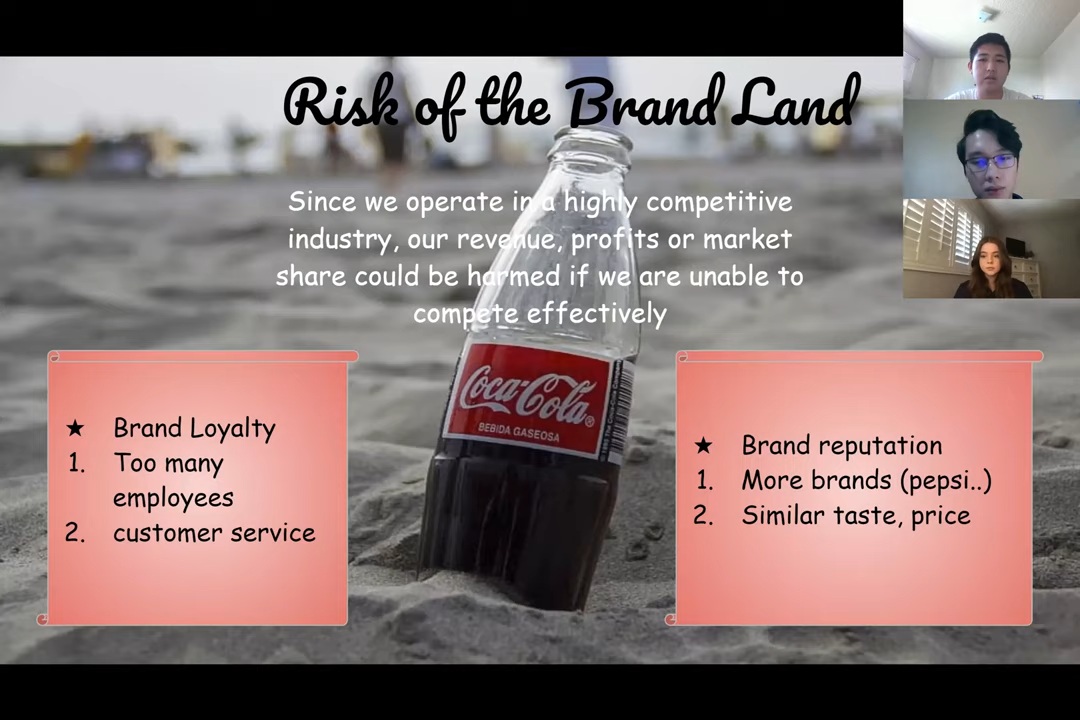 Risk of the Brand Land
Since we operate in a highly competitive
industry, our revenue, profits or market
share could be harmed if we are unable to
compete effectively
Coca-Cola®
BEBIDA GASEOSA
★ Brand Loyalty
1. Too many
employees
2. customer service
★ Brand reputation
1. More brands (pepsi..)
2. Similar taste, price